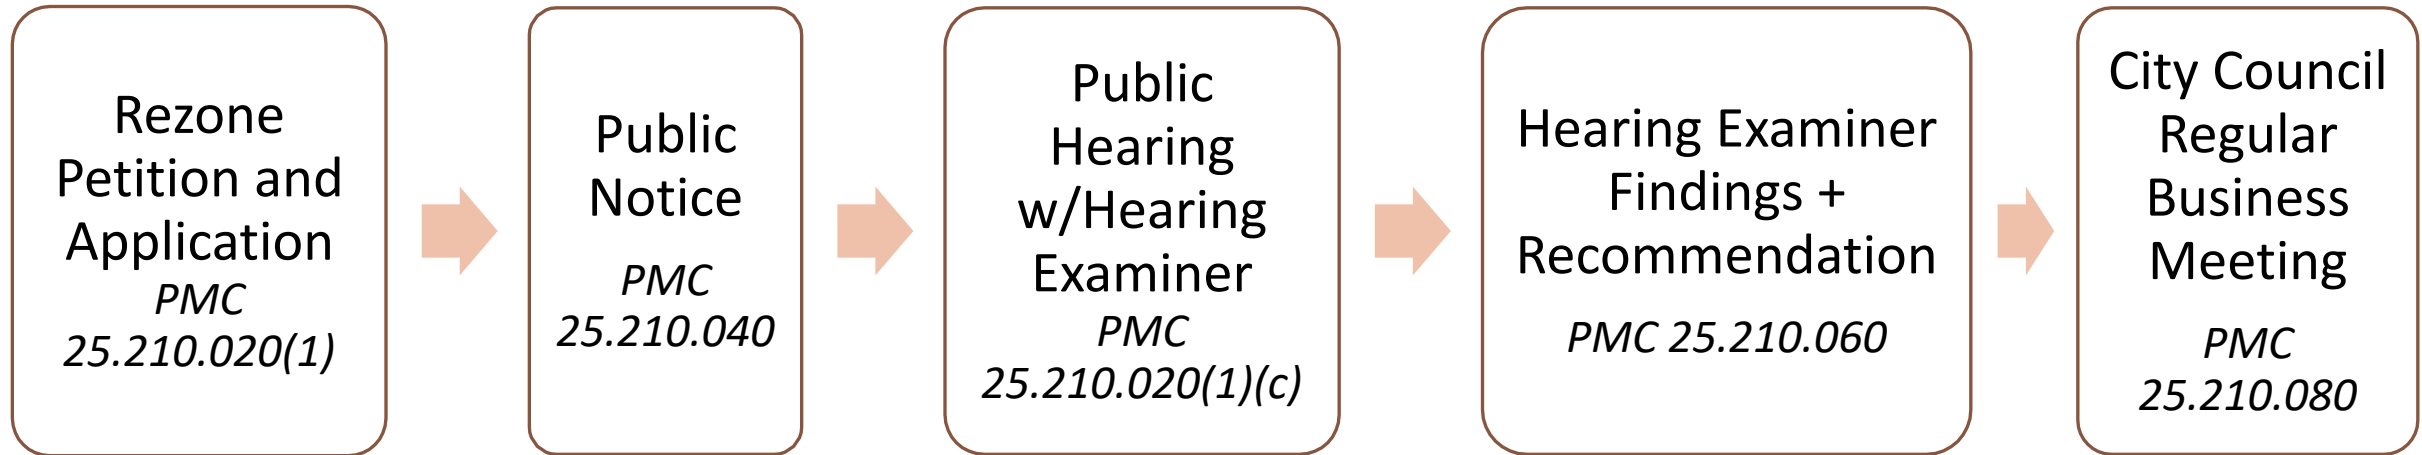 Rezone
Petition and
Application
PMC
25.210.020(1)
Public
Notice
PMC
25.210.040
Public
Hearing
w/Hearing
Examiner
PMC
25.210.020(1)(c)
Hearing Examiner
Findings +
Recommendation
PMC 25.210.060
City Council
Regular
Business
Meeting
PMC
25.210.080